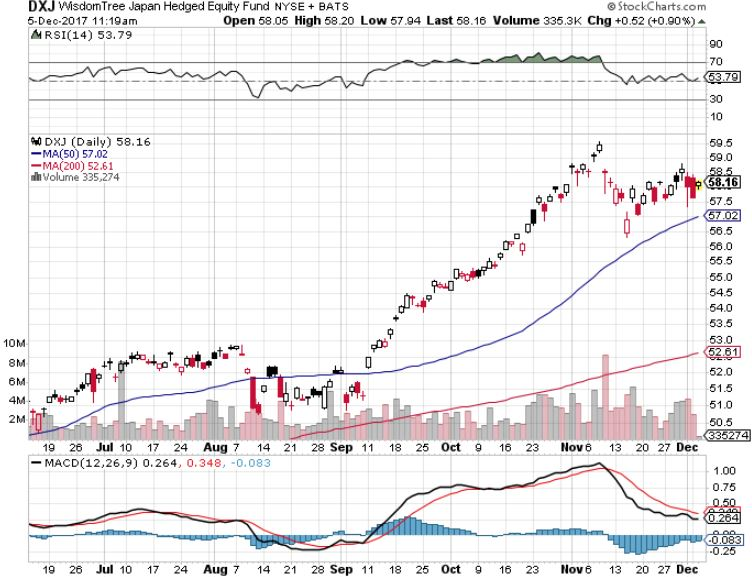 DXJ WisdomTree Japan Hedged Equity Fund NYSE + BATS © StockCharts.com
5-Dec-2017 11:19am Open 58.05 High 58.20 Low 57.94 Last 58.16 Volume 335.3K Chg +0.52 (+0.90%)
RSI(14) 53.79
90
70
53.79
30
10
DXJ (Daily) 58.16
MA(50) 57.02
MA(200) 52.61
Volume 335,274
59.5
59.0
58.5
58.16
57.5
57.02
56.5
56.0
55.5
55.0
54.5
54.0
53.5
53.0
52.61
52.0
51.5
51.0
50.5
10M
8M
6M
4M
2M
335274
19 26 Jul 10 17 24 Aug 7 14 21 28 Sep 11 18 25 Oct 9 16 23 Nov 6 13 20 27 Dec
MACD(12,26,9) 0.264, 0.348, -0.083
1.00
0.75
0.50
0.264
-0.083
-0.25
19 26 Jul 10 17 24 Aug 7 14 21 28 Sep 11 18 25 Oct 9 16 23 Nov 6 13 20 27 Dec